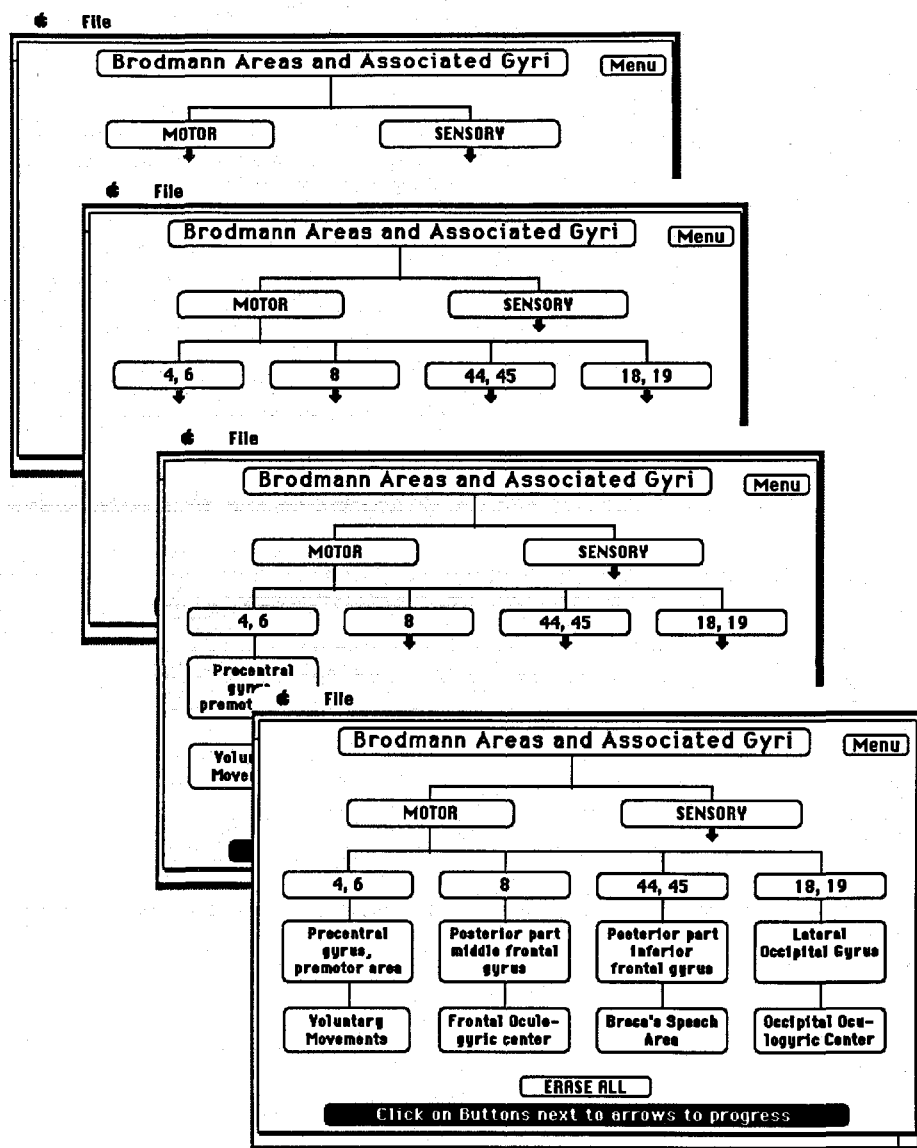 File
Brodmann Areas and Associated Gyri
Menu
MOTOR
SENSORY
File
Brodmann Areas and Associated Gyri
Menu
MOTOR
SENSORY
4, 6
8
44, 45
18, 19
File
Brodmann Areas and Associated Gyri
Menu
MOTOR
SENSORY
4, 6
8
44, 45
18, 19
Precentral
File
Brodmann Areas and Associated Gyri
Menu
MOTOR
SENSORY
4, 6
8
44, 45
18, 19
Precentral
gyrus,
premotor area
Posterior part
middle frontal
gyrus
Posterior part
inferior
frontal gyrus
Lateral
Occipital Gyrus
Voluntary
Movements
Frontal Oculo-
gyric center
Broca's Speech
Area
Occipital Ocu-
logyric Center
ERASE ALL
Click on Buttons next to arrows to progress